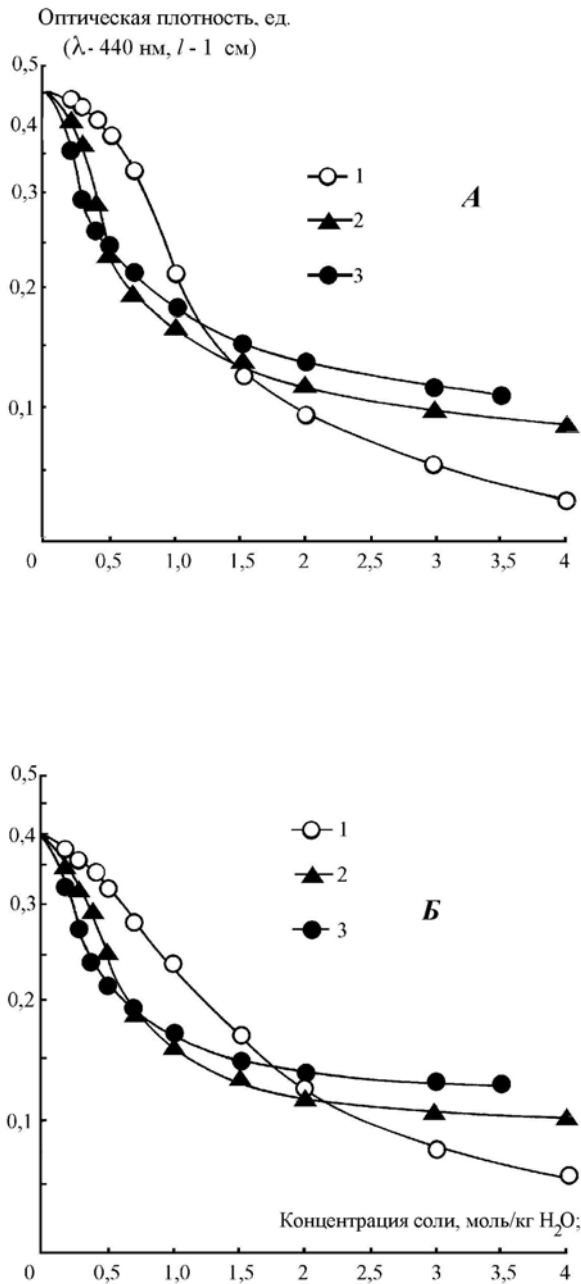 Оптическая плотность, ед.
(λ- 440 нм, l - 1 см)
0,5
0,4
0,3
0,2
0,1
1
2
3
А
0 0,5 1,0 1,5 2 2,5 3 3,5 4
0,5
0,4
0,3
0,2
0,1
1
2
3
Б
Концентрация соли, моль/кг H₂O;
0 0,5 1,0 1,5 2 2,5 3 3,5 4